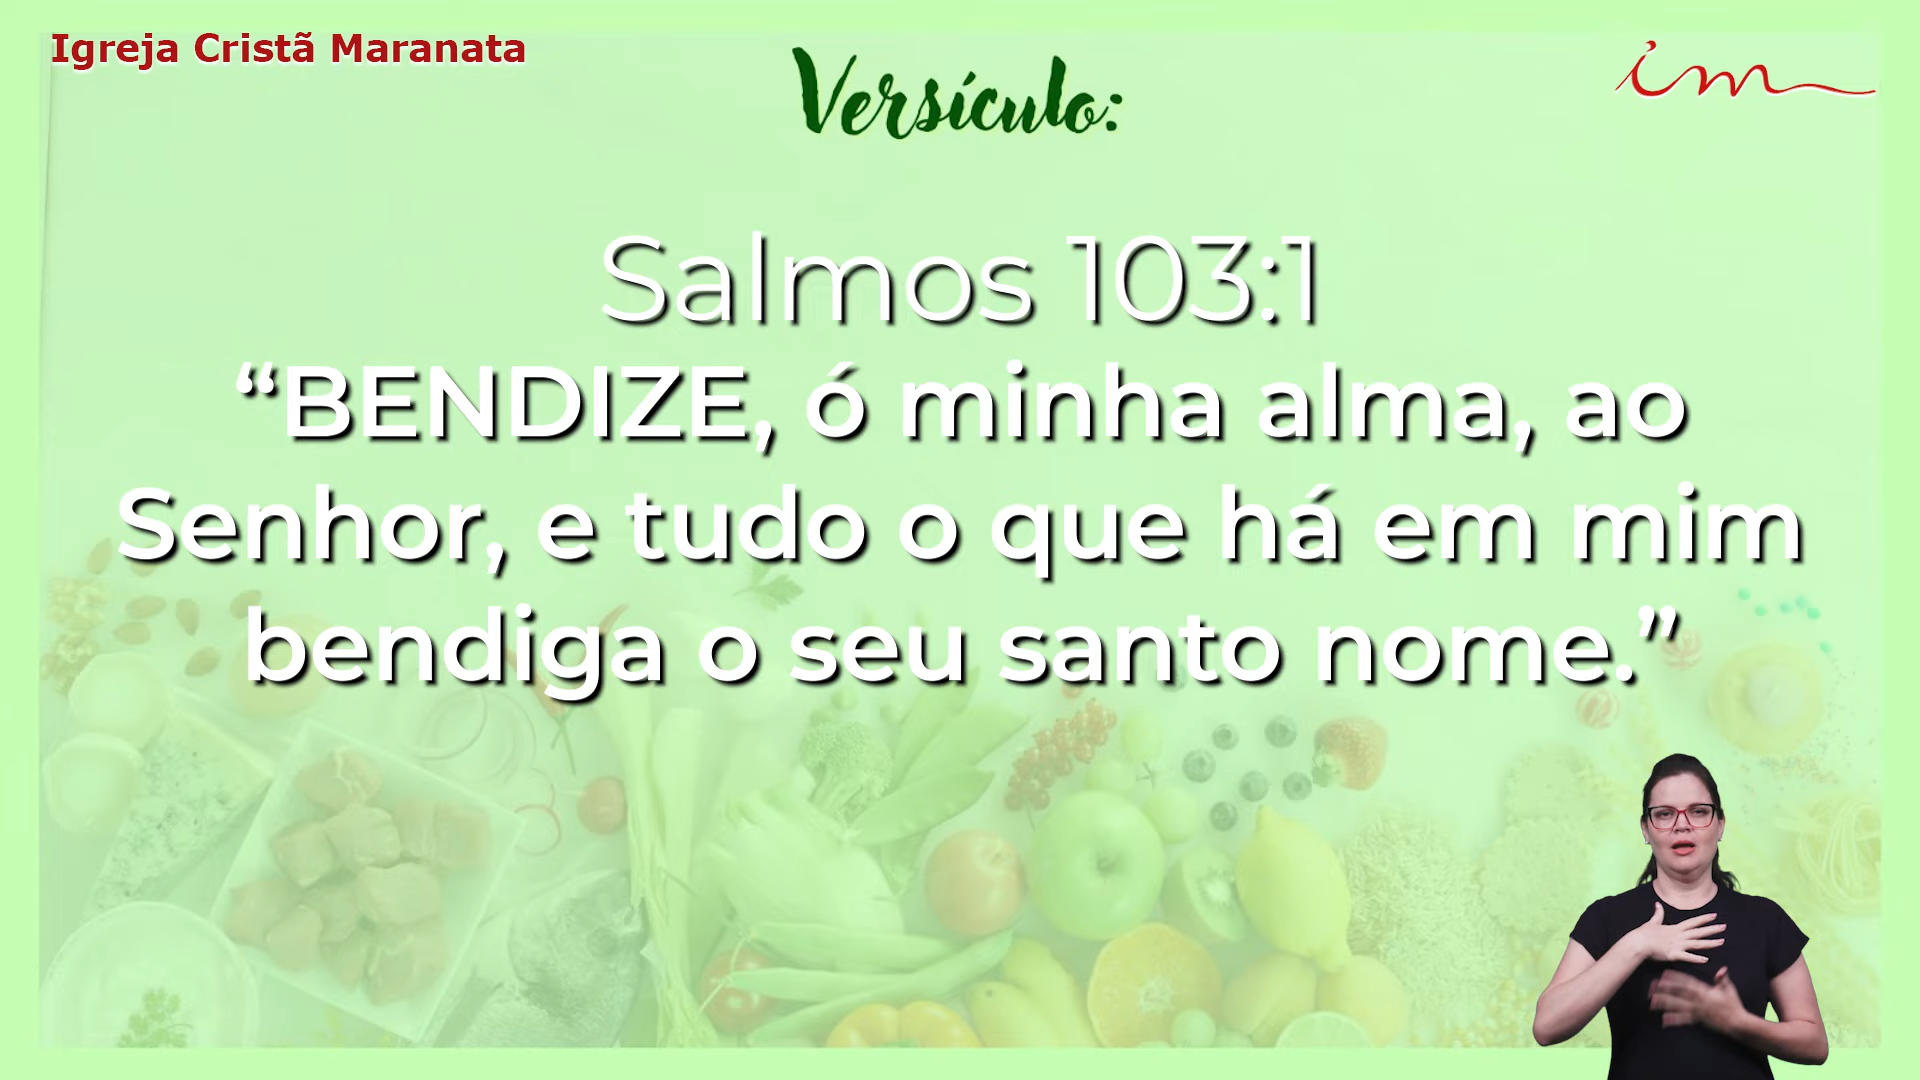 Igreja Cristã Maranata
Versículo:
im
Salmos 103:1
“BENDIZE, ó minha alma, ao
Senhor, e tudo o que há em mim
bendiga o seu santo nome.”